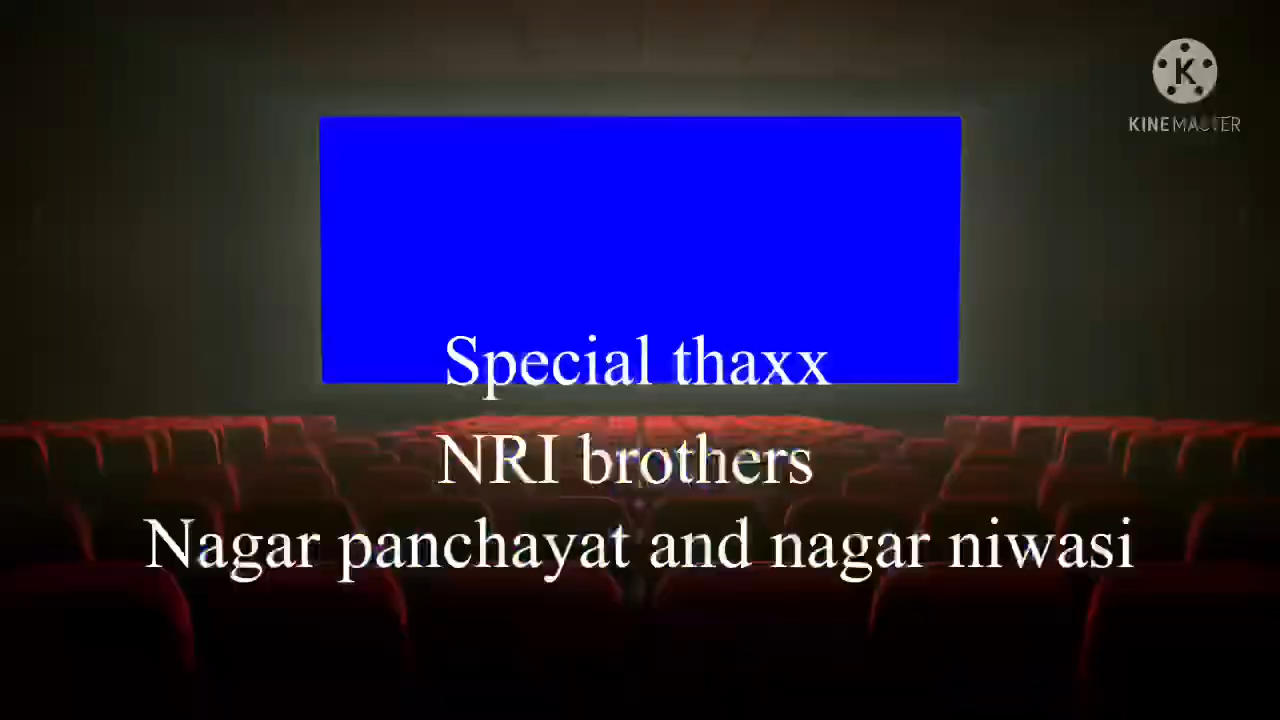 K
KINEMASTER
Special thaxx
NRI brothers
Nagar panchayat and nagar niwasi